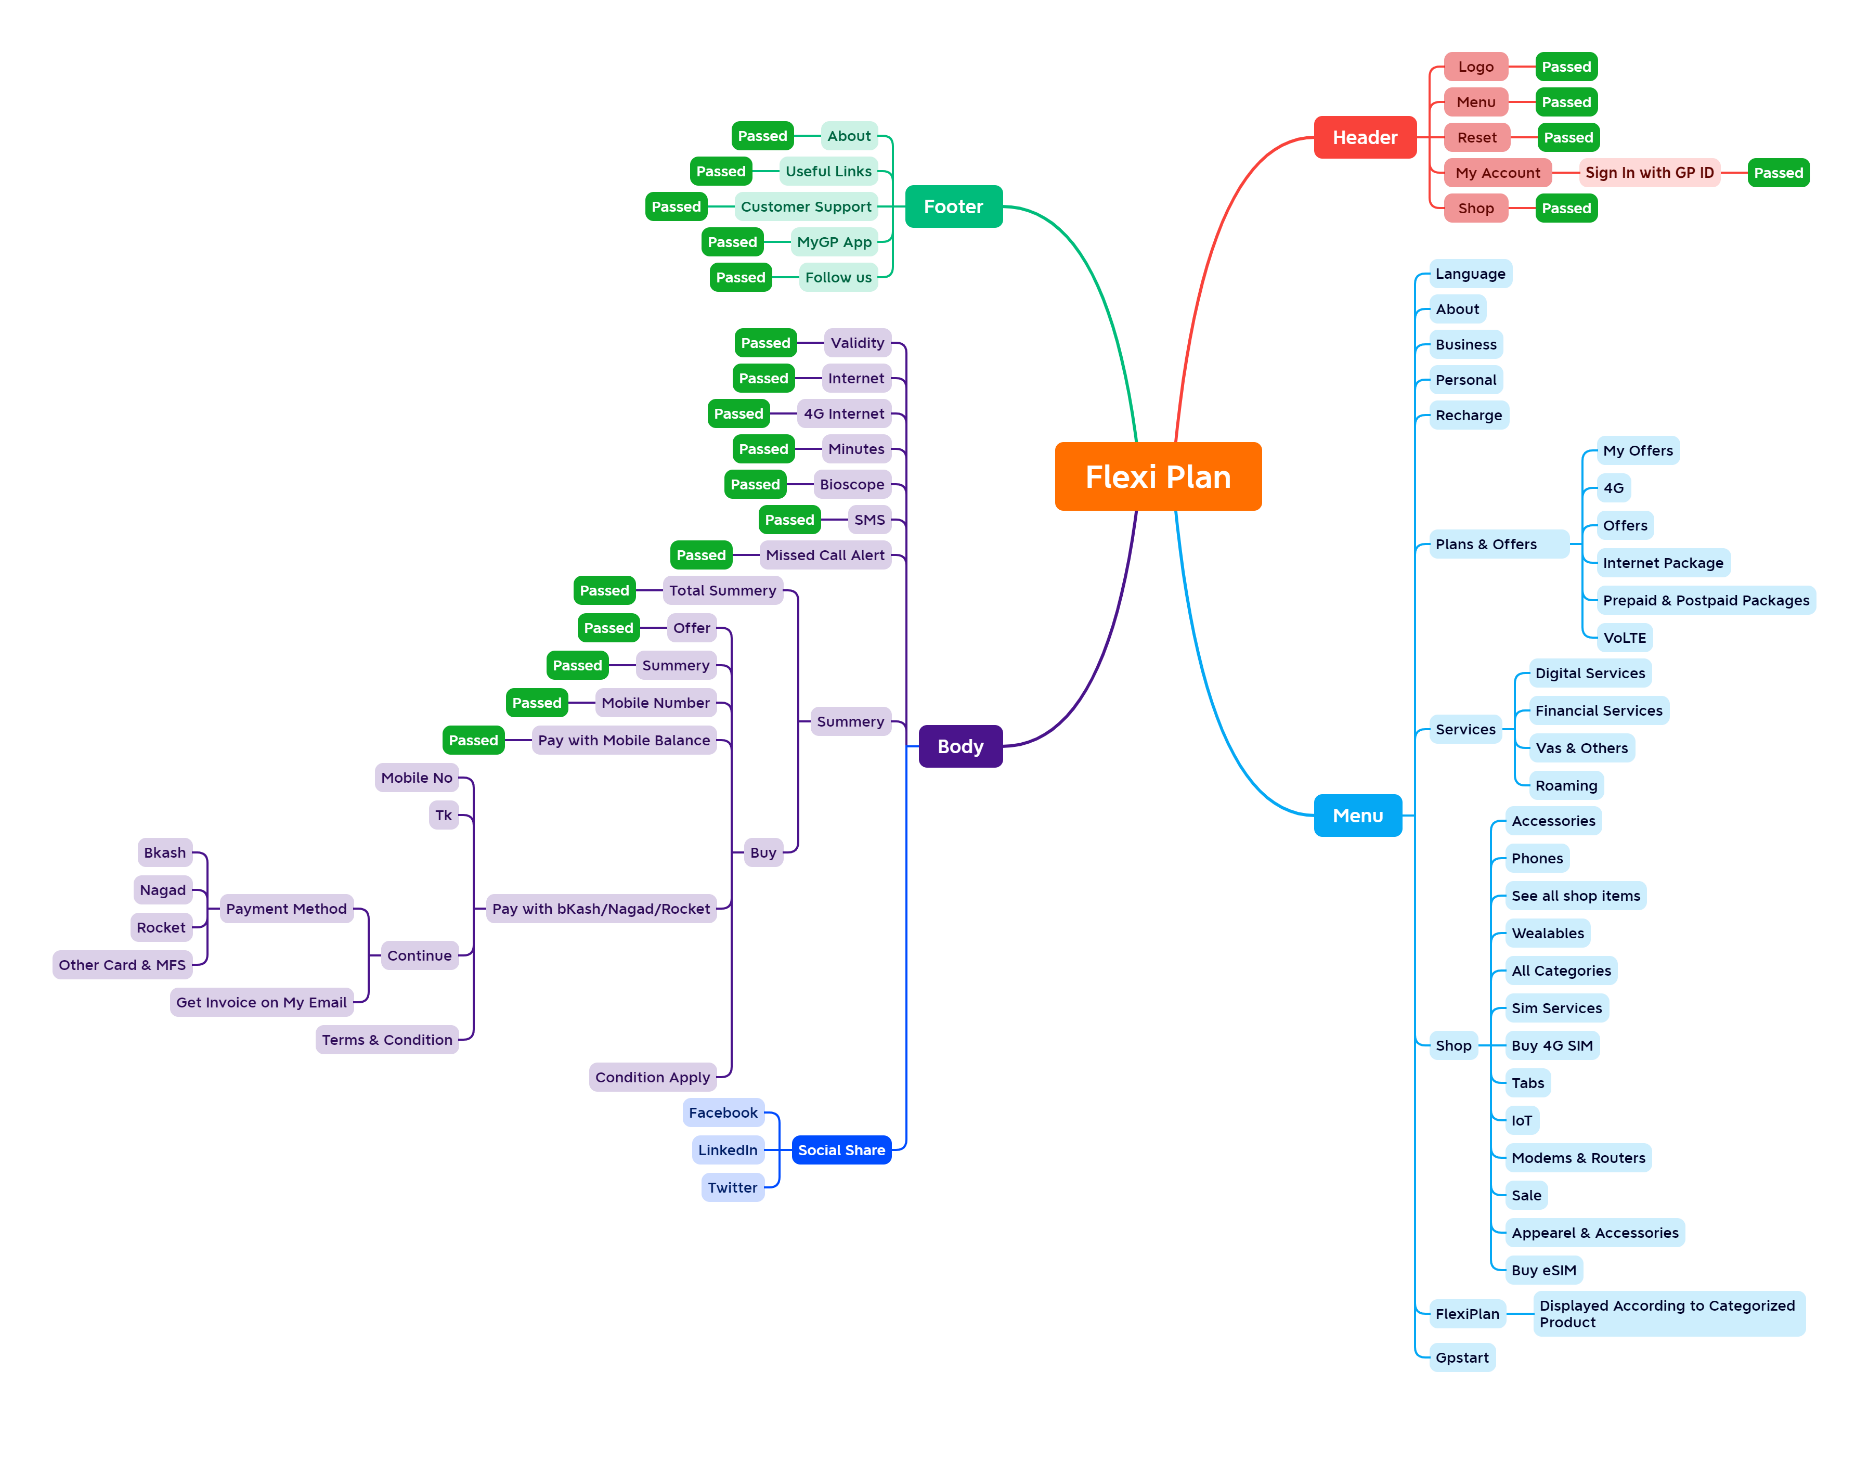 Flexi Plan
Header
Logo
Passed
Menu
Passed
Reset
Passed
My Account
Sign In with GP ID
Passed
Shop
Passed
Menu
Language
About
Business
Personal
Recharge
Plans & Offers
My Offers
4G
Offers
Internet Package
Prepaid & Postpaid Packages
VoLTE
Services
Digital Services
Financial Services
Vas & Others
Roaming
Shop
Accessories
Phones
See all shop items
Wealables
All Categories
Sim Services
Buy 4G SIM
Tabs
IoT
Modems & Routers
Sale
Appearel & Accessories
Buy eSIM
FlexiPlan
Displayed According to Categorized
Product
Gpstart
Footer
About
Passed
Useful Links
Passed
Customer Support
Passed
MyGP App
Passed
Follow us
Passed
Body
Validity
Passed
Internet
Passed
4G Internet
Passed
Minutes
Passed
Bioscope
Passed
SMS
Passed
Missed Call Alert
Passed
Summery
Total Summery
Passed
Buy
Offer
Passed
Summery
Passed
Mobile Number
Passed
Pay with Mobile Balance
Passed
Pay with bKash/Nagad/Rocket
Mobile No
Tk
Continue
Payment Method
Bkash
Nagad
Rocket
Other Card & MFS
Get Invoice on My Email
Terms & Condition
Condition Apply
Social Share
Facebook
LinkedIn
Twitter